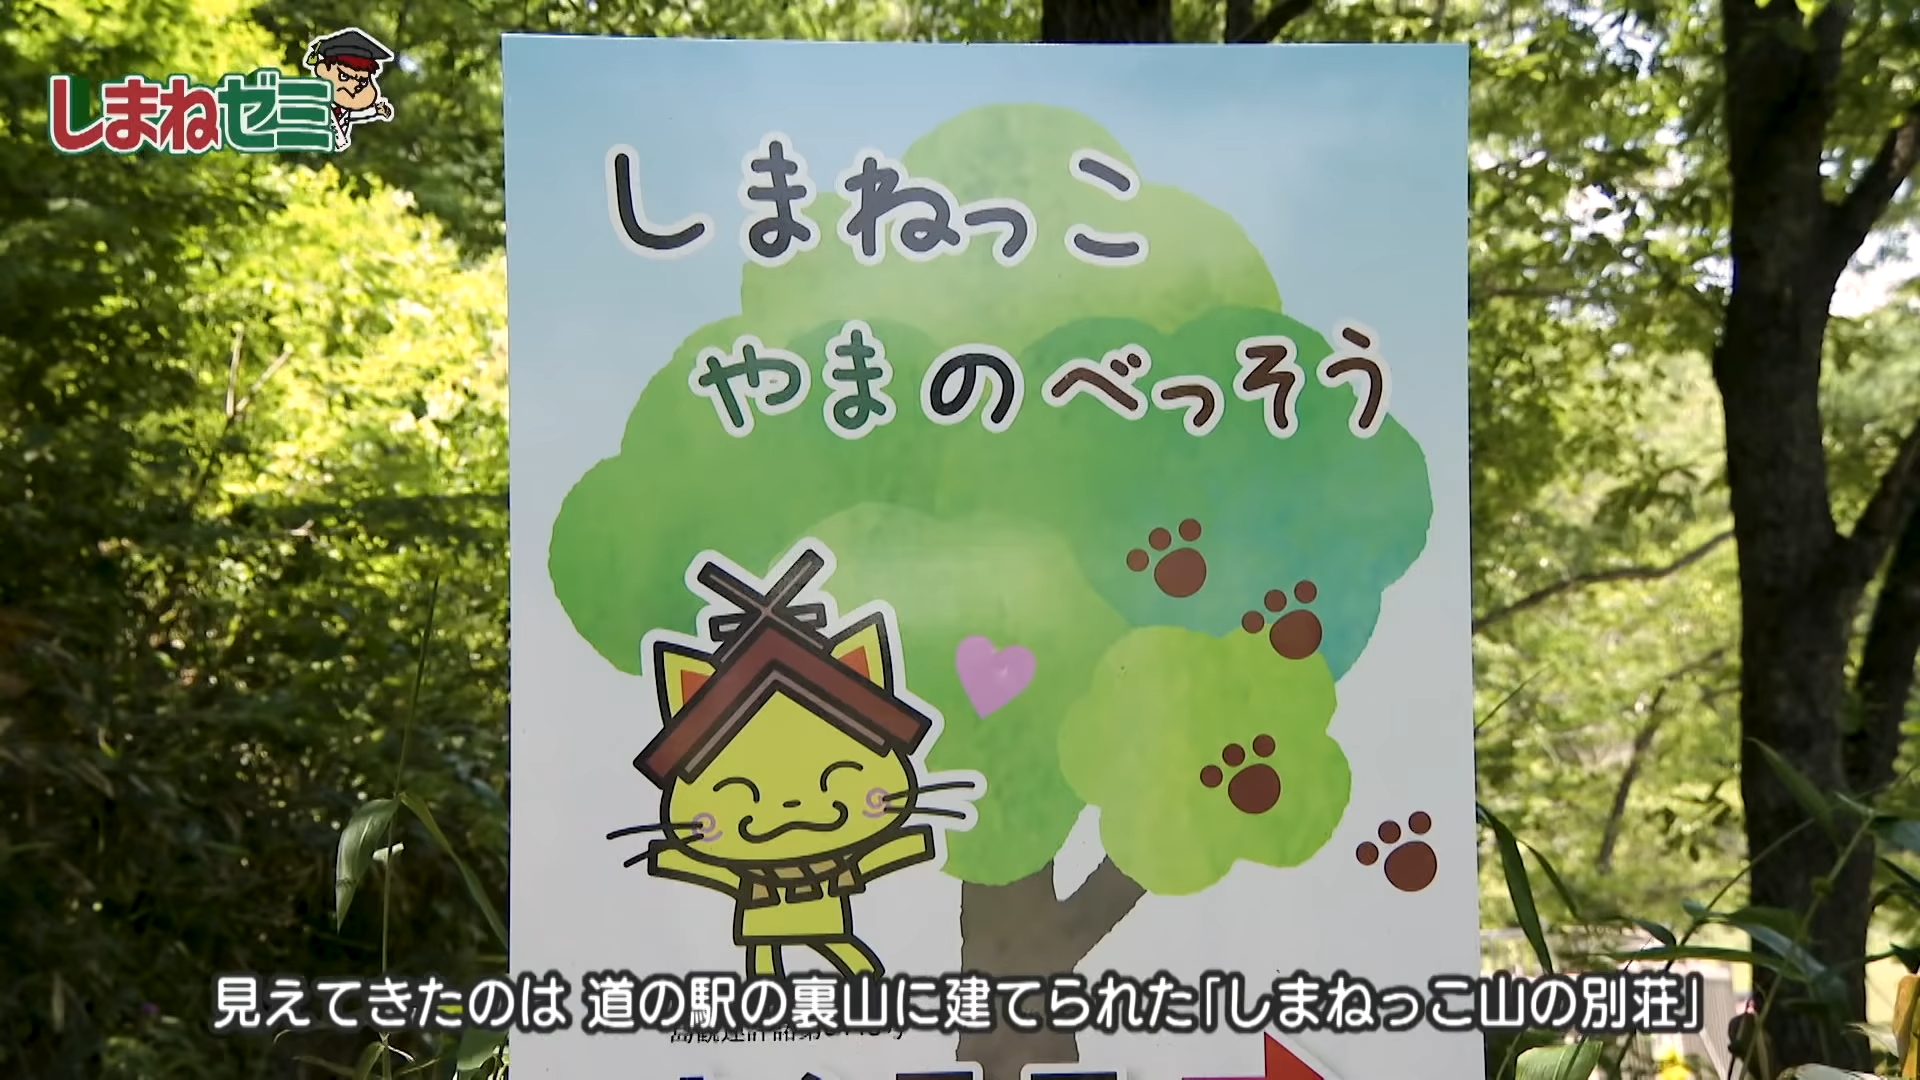 しまねゼミ
しまねっこ
やまのべっそう
見えてきたのは 道の駅の裏山に建てられた「しまねっこ山の別荘」